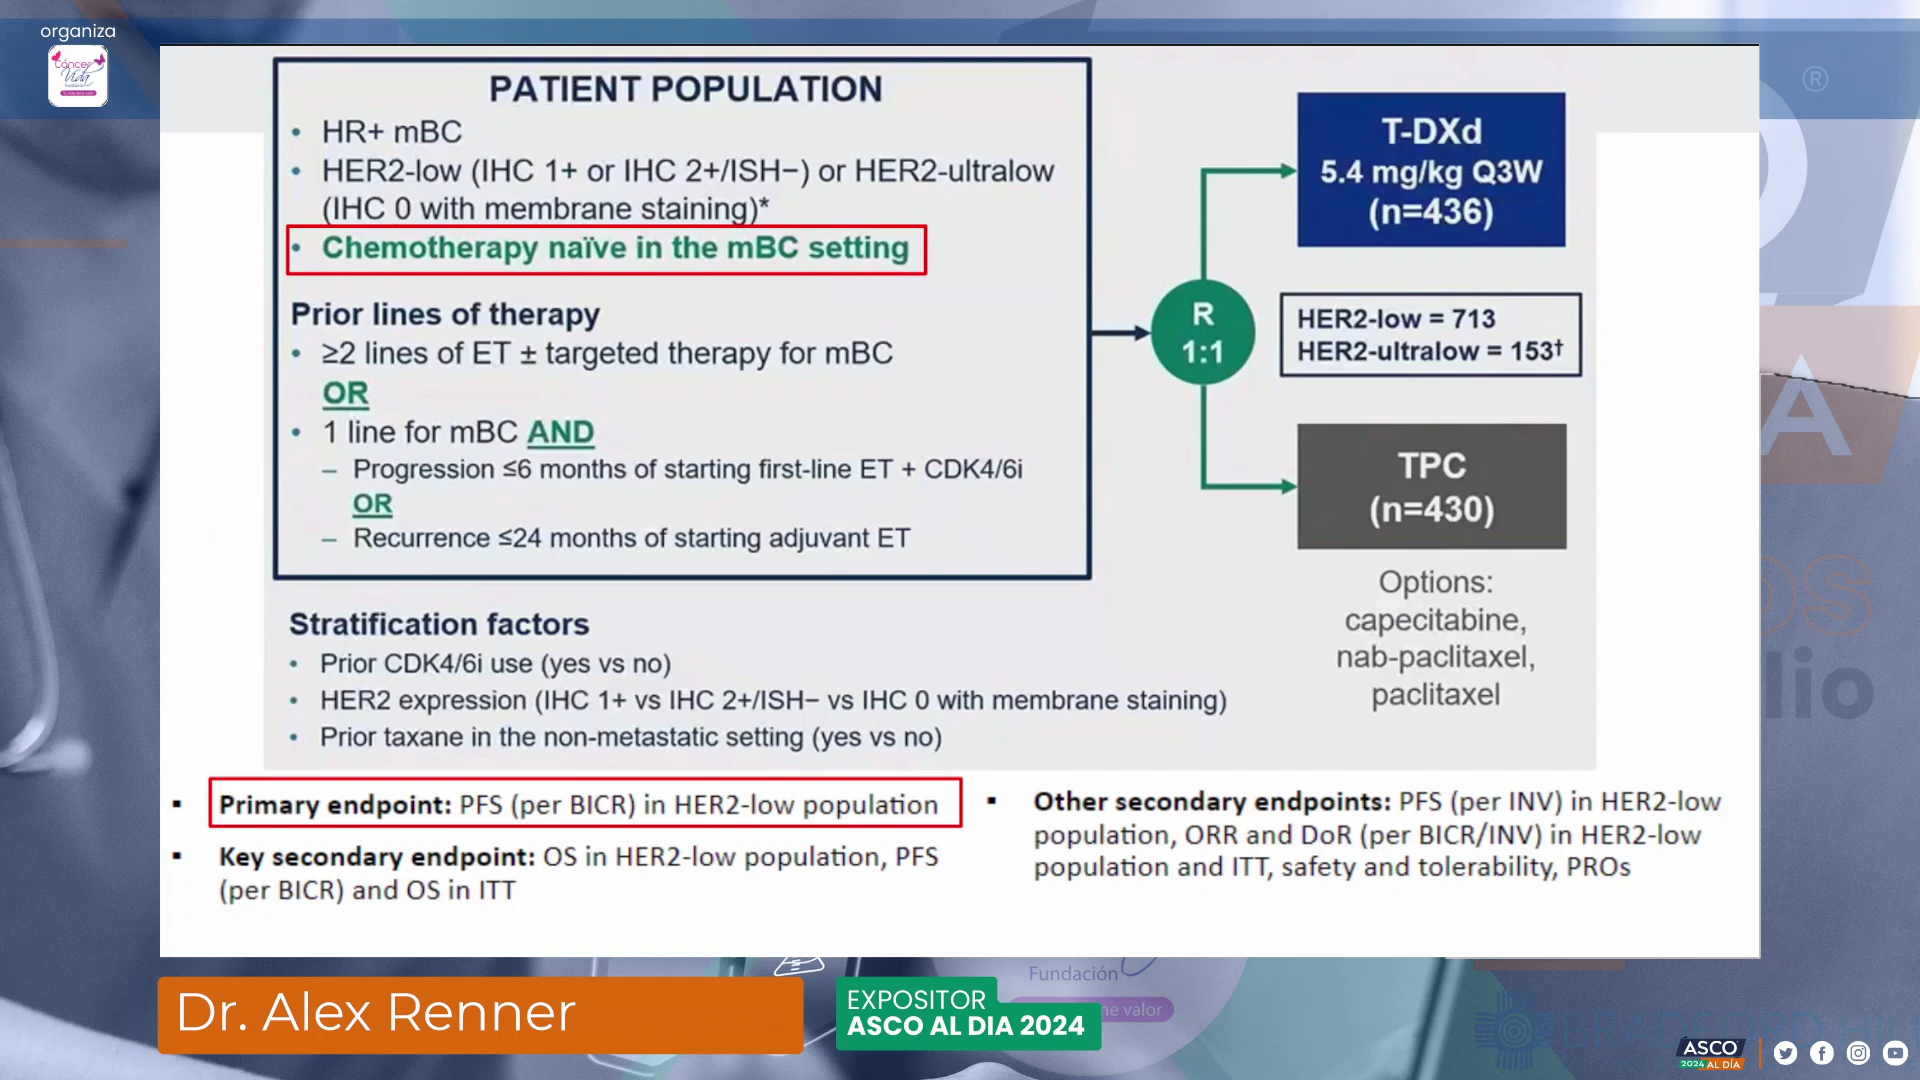 organiza
Cáncer
Vida
Fundación
®
PATIENT POPULATION
• HR+ mBC
• HER2-low (IHC 1+ or IHC 2+/ISH−) or HER2-ultralow
(IHC 0 with membrane staining)*
• Chemotherapy naïve in the mBC setting
Prior lines of therapy
• ≥2 lines of ET ± targeted therapy for mBC
OR
• 1 line for mBC AND
– Progression ≤6 months of starting first-line ET + CDK4/6i
OR
– Recurrence ≤24 months of starting adjuvant ET
R
1:1
T-DXd
5.4 mg/kg Q3W
(n=436)
HER2-low = 713
HER2-ultralow = 153†
TPC
(n=430)
Options:
capecitabine,
nab-paclitaxel,
paclitaxel
Stratification factors
• Prior CDK4/6i use (yes vs no)
• HER2 expression (IHC 1+ vs IHC 2+/ISH− vs IHC 0 with membrane staining)
• Prior taxane in the non-metastatic setting (yes vs no)
▪ Primary endpoint: PFS (per BICR) in HER2-low population
▪ Key secondary endpoint: OS in HER2-low population, PFS
(per BICR) and OS in ITT
▪ Other secondary endpoints: PFS (per INV) in HER2-low
population, ORR and DoR (per BICR/INV) in HER2-low
population and ITT, safety and tolerability, PROs
Fundación
ne valor
Dr. Alex Renner
EXPOSITOR
ASCO AL DIA 2024
ASCO
2024 AL DÍA